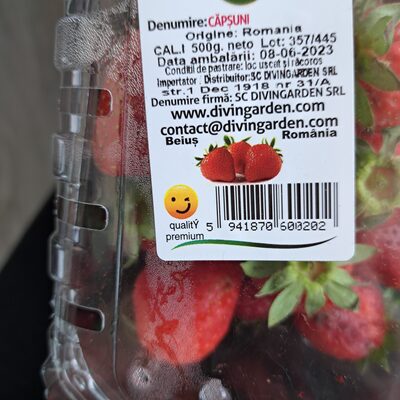 Denumire:CĂPȘUNI
Origine: Romania
CAL.I 500g. neto Lot: 357/445
Data ambalării: 08-06-2023
Condiții de pastrare: loc uscat și racoros
Importator / Distribuitor:SC DIVINGARDEN SRL
str.1 Dec 1918 nr 31/A
Denumire firmă: SC DIVINGARDEN SRL
www.divingarden.com
contact@divingarden.com
Beiuș România
qualitY
premium
5 941870 600202